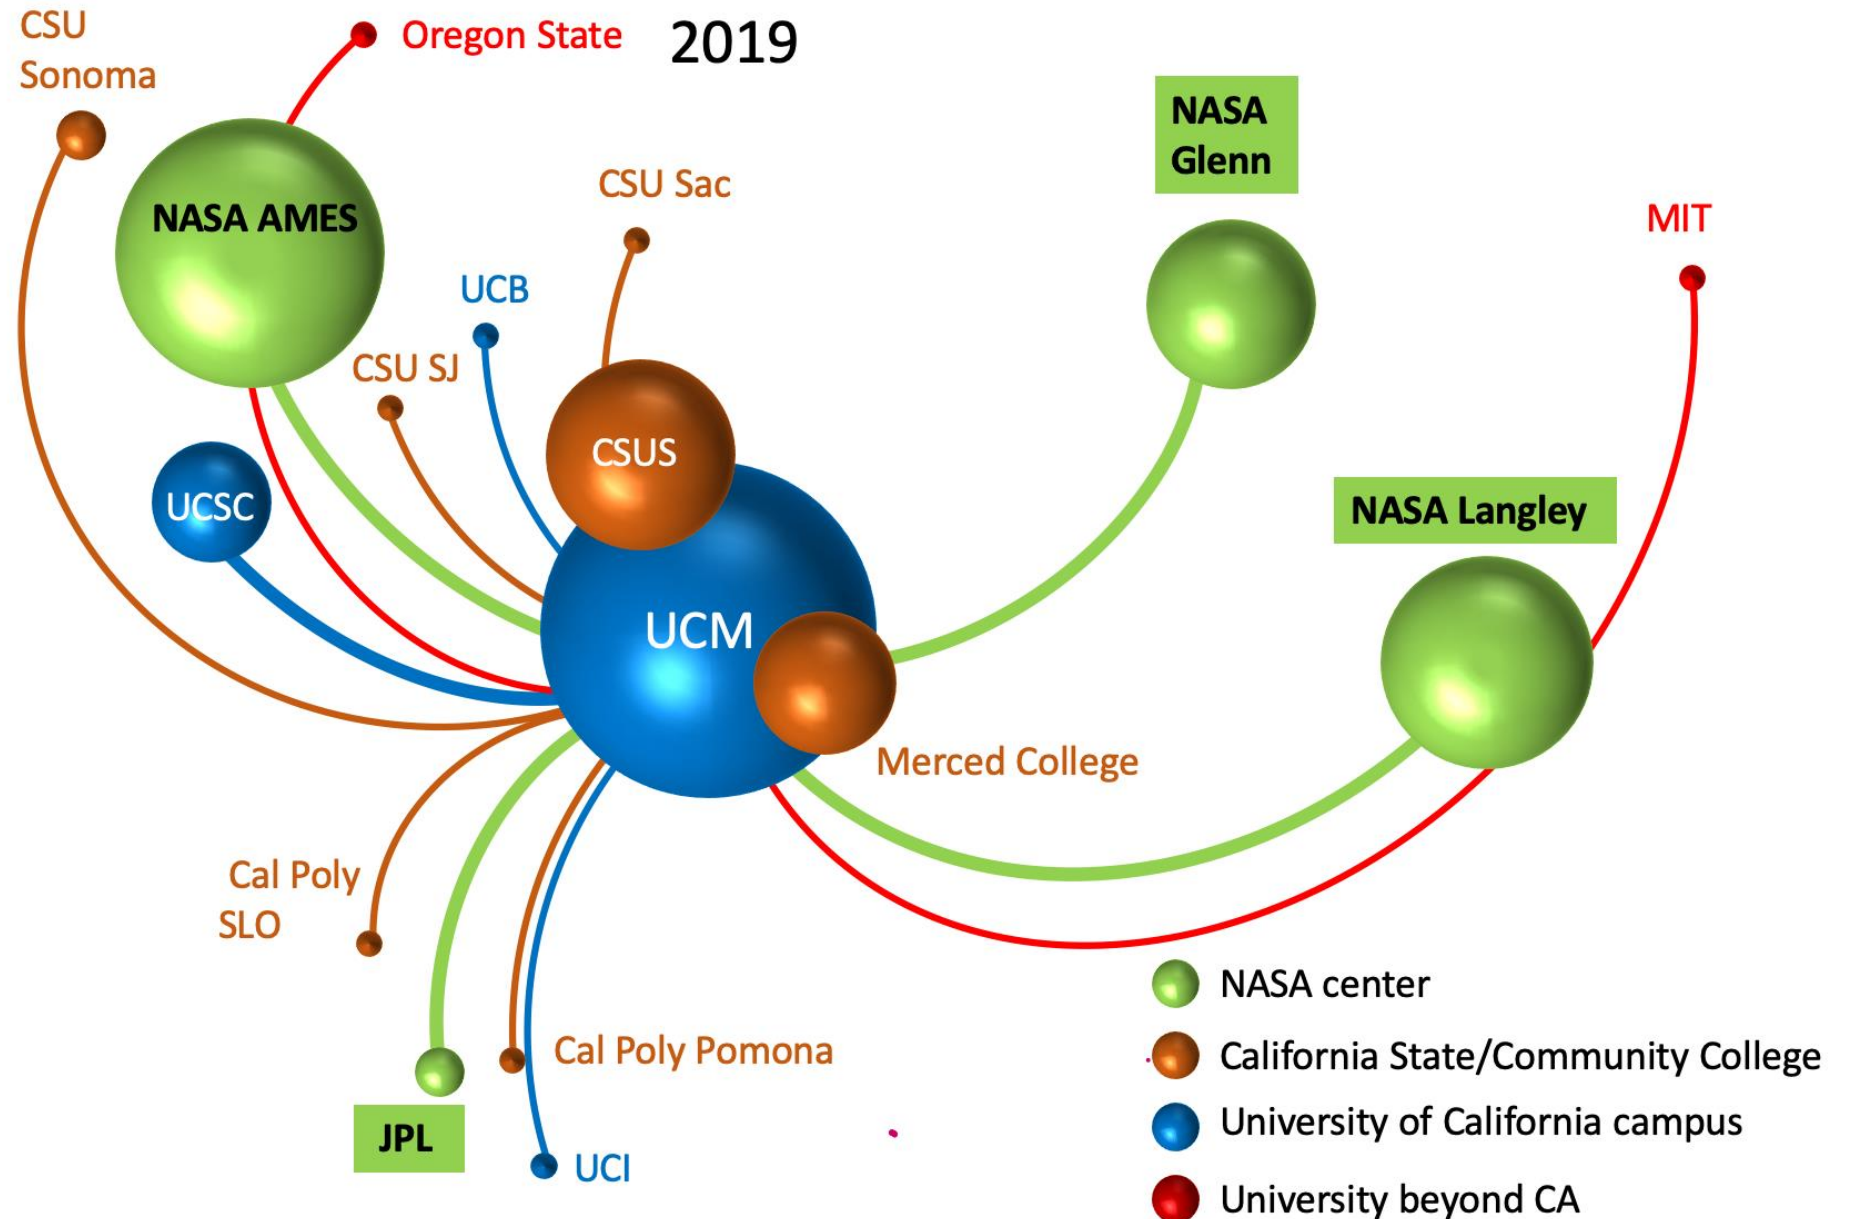 CSU
Sonoma
Oregon State
2019
NASA
Glenn
NASA AMES
CSU Sac
MIT
UCB
CSU SJ
CSUS
UCSC
NASA Langley
UCM
Merced College
Cal Poly
SLO
NASA center
Cal Poly Pomona
California State/Community College
JPL
University of California campus
UCI
University beyond CA